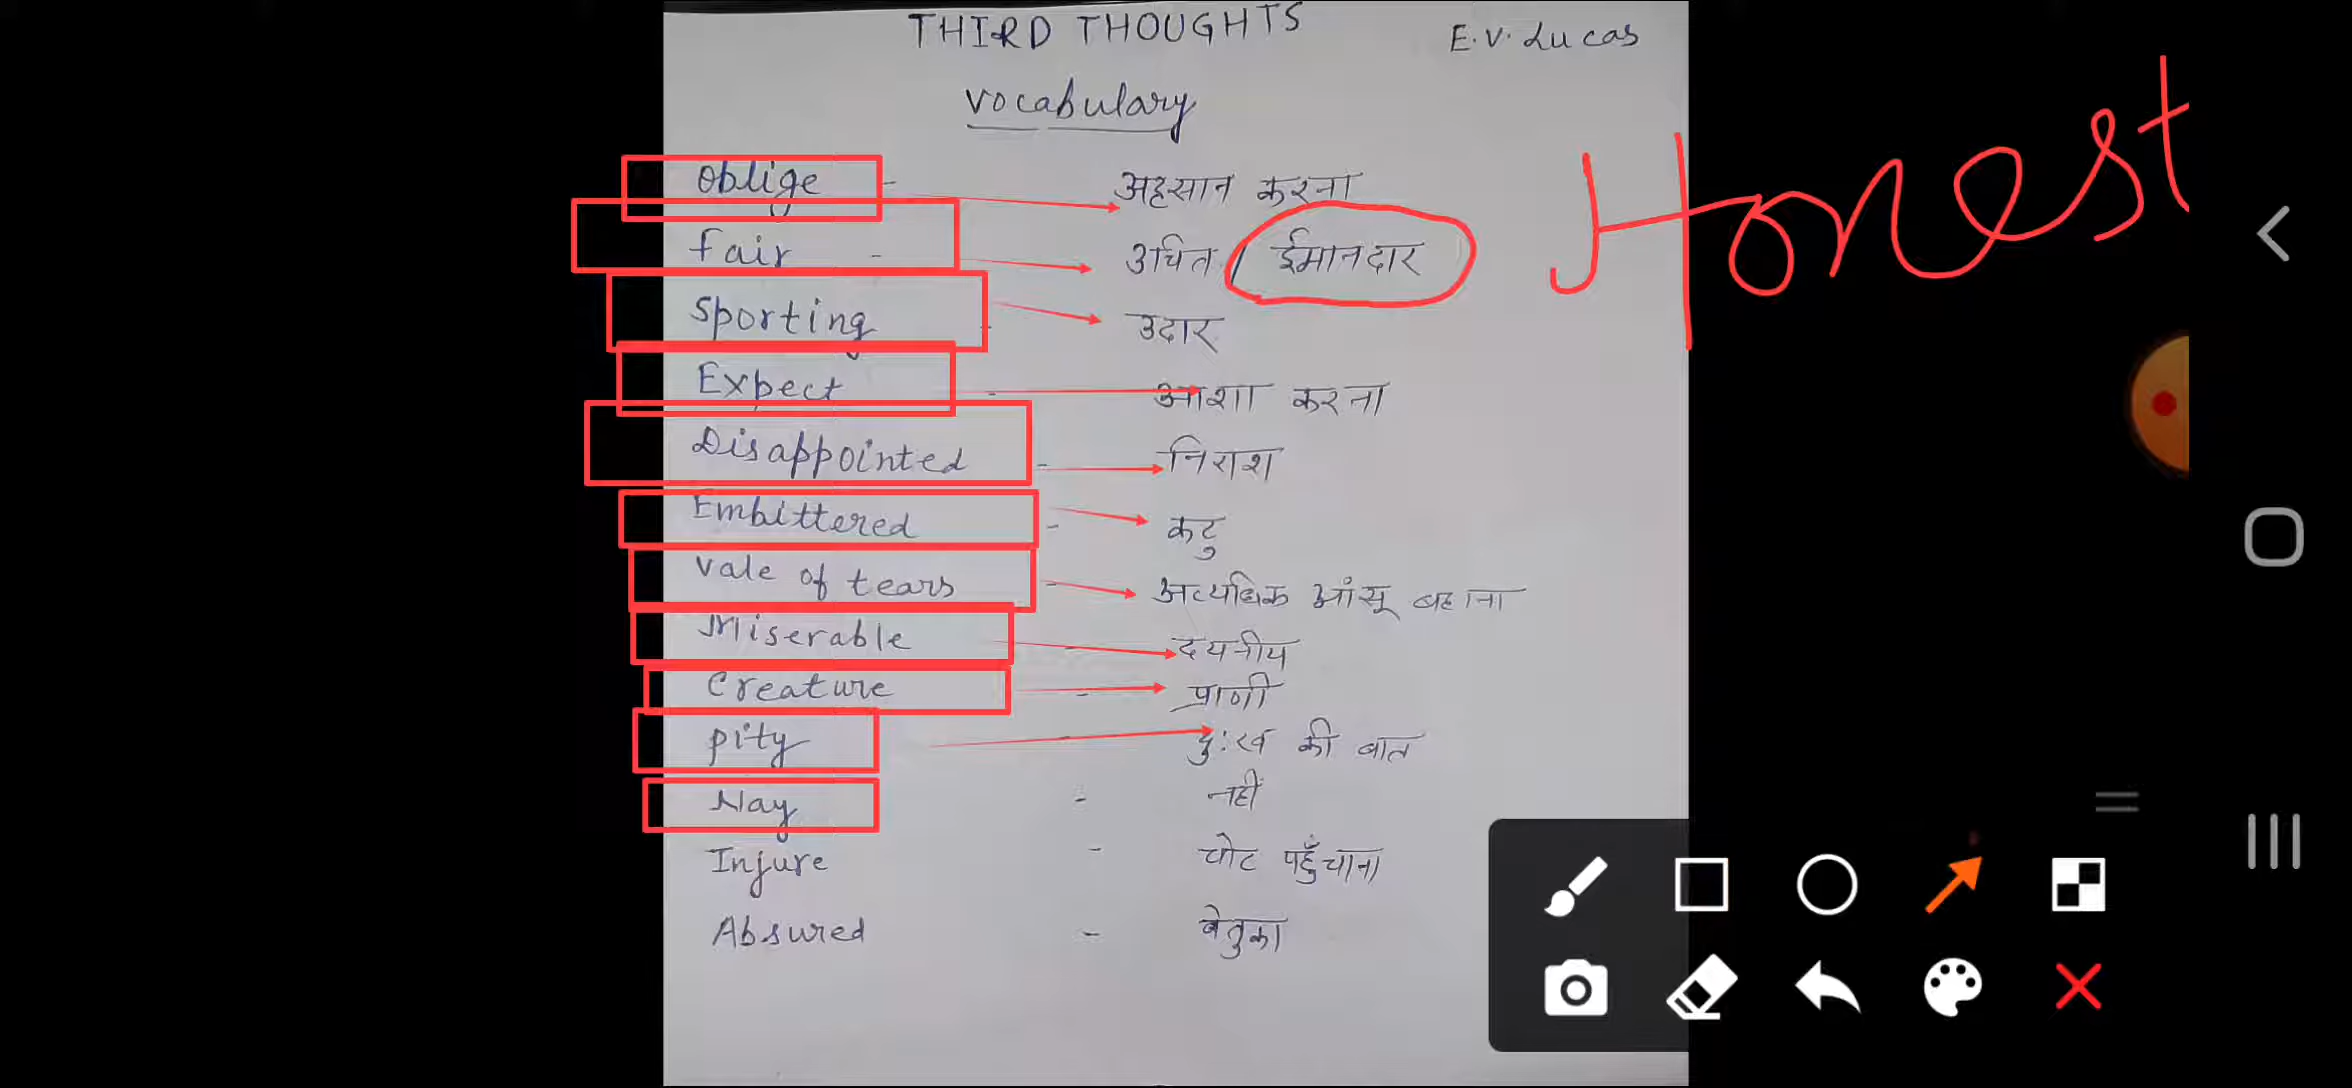 THIRD THOUGHTS E.V. Lucas
Vocabulary
Oblige - अहसान करना
Fair - उचित / ईमानदार
Honest
Sporting - उदार
Expect - आशा करना
Disappointed - निराश
Embittered - कटु
Vale of tears - अत्यधिक आंसू बहाना
Miserable - दयनीय
Creature - प्राणी
Pity - दुःख की बात
Nay - नहीं
Injure - चोट पहुँचाना
Absured - बेतुका